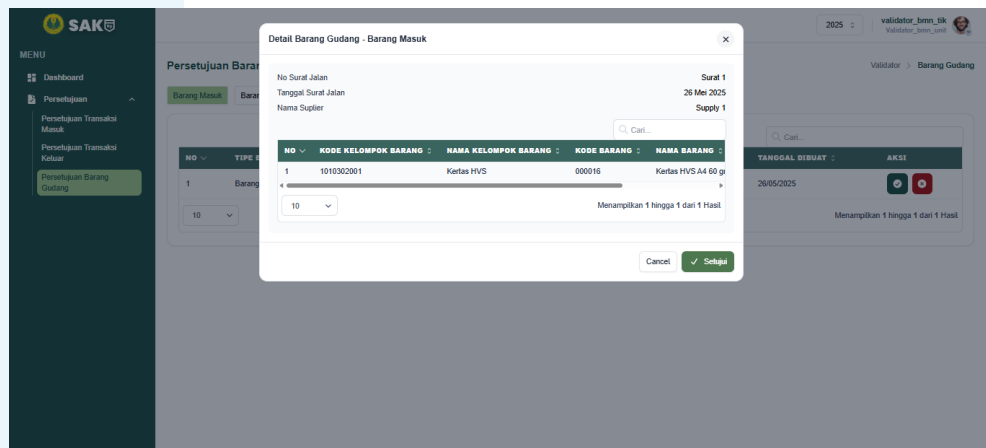 SAK
2025
validator_bmn_tik
Validator_bmn_unit
MENU
Dashboard
Persetujuan
Persetujuan Transaksi
Masuk
Persetujuan Transaksi
Keluar
Persetujuan Barang
Gudang
Persetujuan
Validator > Barang Gudang
Barang Masuk
Cari...
NO
TIPE
TANGGAL DIBUAT
AKSI
1
Barang
26/05/2025
10
Menampilkan 1 hingga 1 dari 1 Hasil
Detail Barang Gudang - Barang Masuk
No Surat Jalan
Surat 1
Tanggal Surat Jalan
26 Mei 2025
Nama Suplier
Supply 1
Cari...
NO
KODE KELOMPOK BARANG
NAMA KELOMPOK BARANG
KODE BARANG
NAMA BARANG
1
1010302001
Kertas HVS
000016
Kertas HVS A4 60
10
Menampilkan 1 hingga 1 dari 1 Hasil
Cancel
Setujui